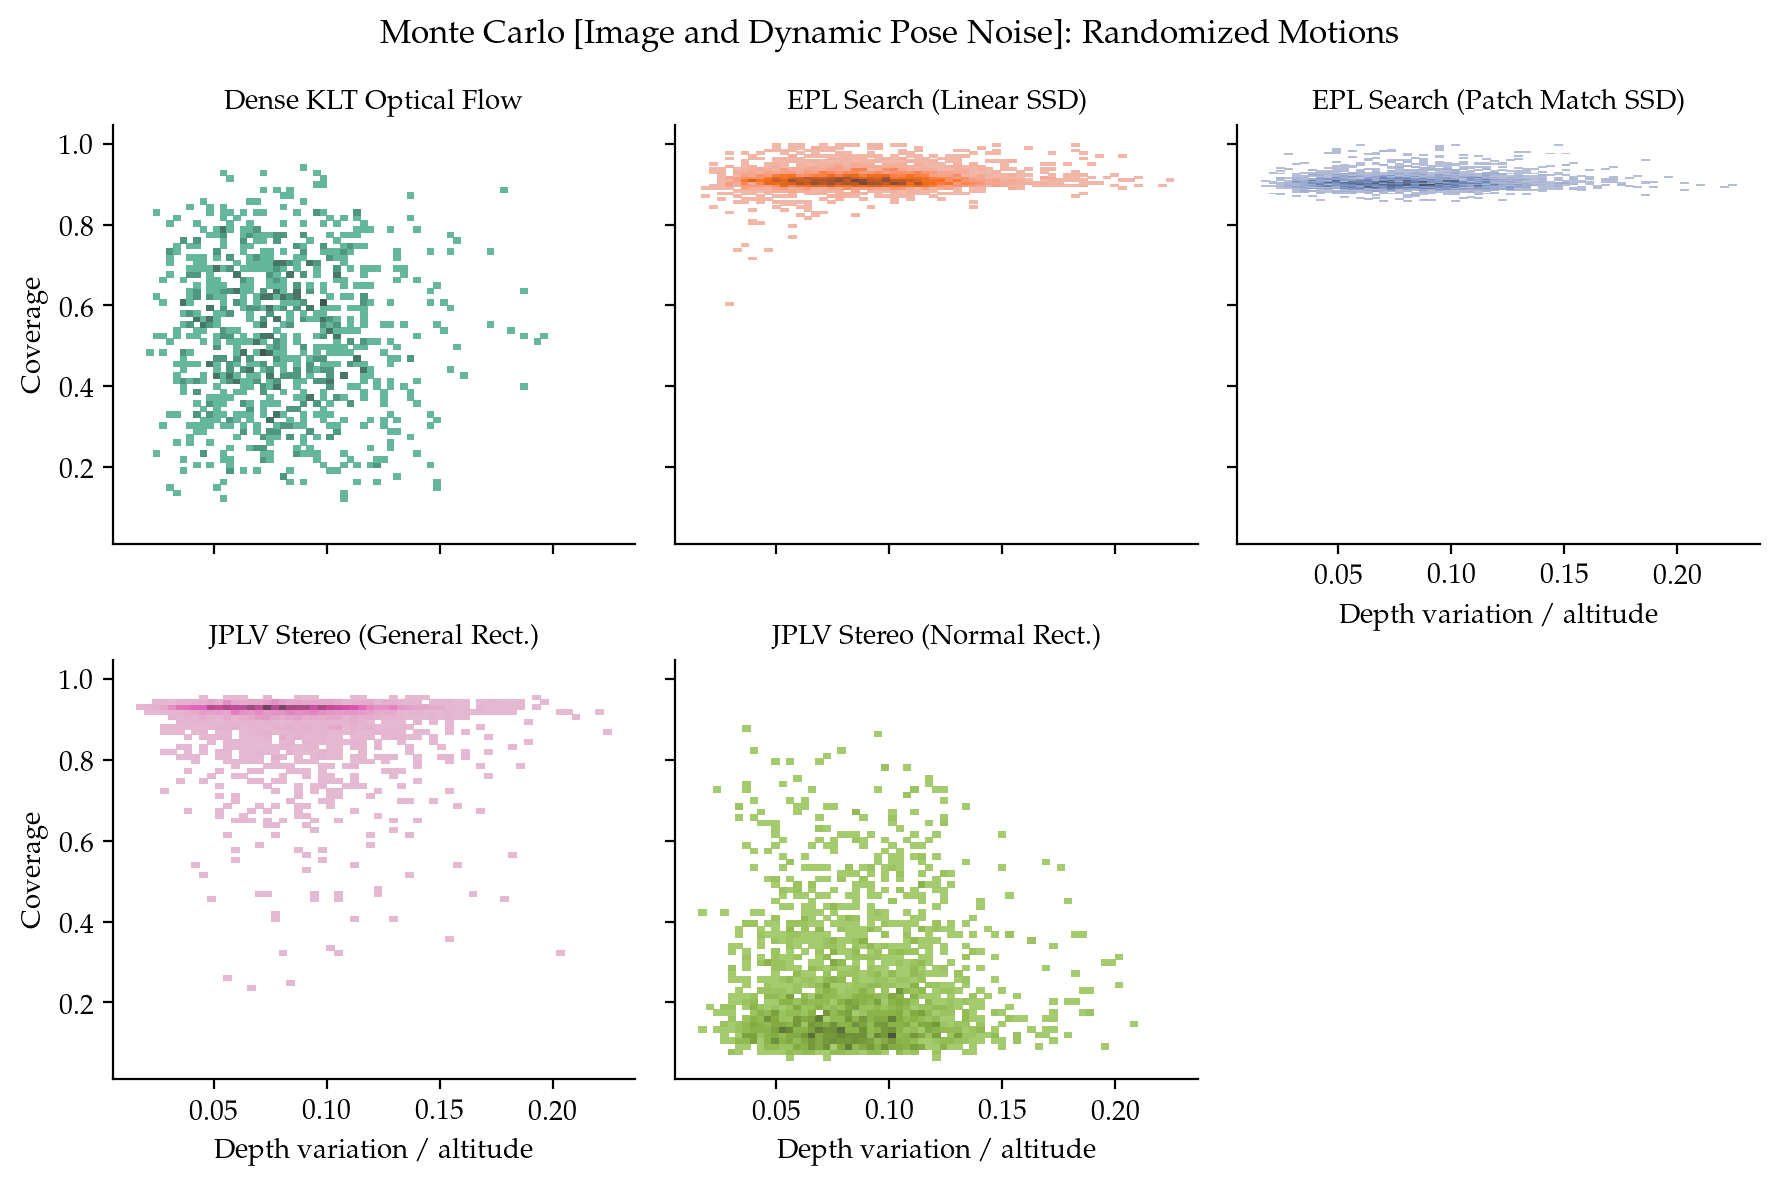 Monte Carlo [Image and Dynamic Pose Noise]: Randomized Motions
Dense KLT Optical Flow
EPL Search (Linear SSD)
EPL Search (Patch Match SSD)
1.0
0.8
0.6
0.4
0.2
Coverage
0.05 0.10 0.15 0.20
Depth variation / altitude
JPLV Stereo (General Rect.)
JPLV Stereo (Normal Rect.)
1.0
0.8
0.6
0.4
0.2
Coverage
0.05 0.10 0.15 0.20
0.05 0.10 0.15 0.20
Depth variation / altitude
Depth variation / altitude